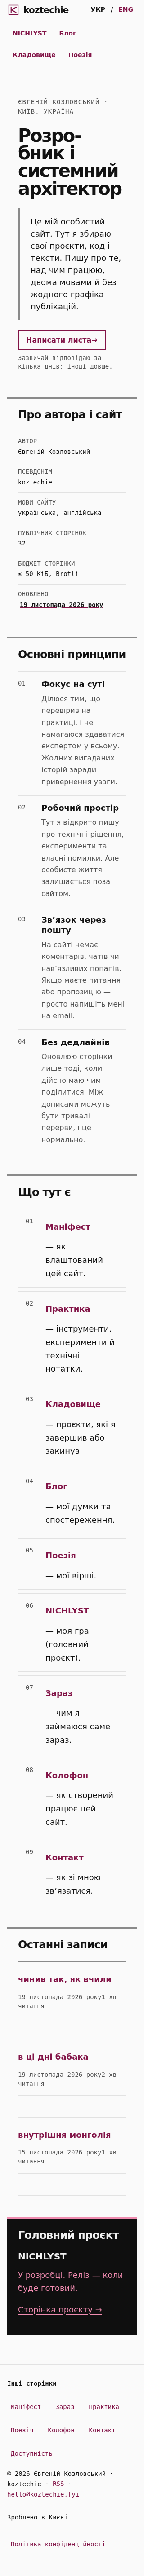 koztechie
УКР / ENG
NICHLYST Блог
Кладовище Поезія
ЄВГЕНІЙ КОЗЛОВСЬКИЙ ·
КИЇВ, УКРАЇНА
Розро-
бник і
системний
архітектор
Це мій особистий
сайт. Тут я збираю
свої проєкти, код і
тексти. Пишу про те,
над чим працюю,
двома мовами й без
жодного графіка
публікацій.
Написати листа→
Зазвичай відповідаю за
кілька днів; іноді довше.
Про автора і сайт
АВТОР
Євгеній Козловський
ПСЕВДОНІМ
koztechie
МОВИ САЙТУ
українська, англійська
ПУБЛІЧНИХ СТОРІНОК
32
БЮДЖЕТ СТОРІНКИ
≤ 50 КіБ, Brotli
ОНОВЛЕНО
19 листопада 2026 року
Основні принципи
01 Фокус на суті
Ділюся тим, що
перевірив на
практиці, і не
намагаюся здаватися
експертом у всьому.
Жодних вигаданих
історій заради
привернення уваги.
02 Робочий простір
Тут я відкрито пишу
про технічні рішення,
експерименти та
власні помилки. Але
особисте життя
залишається поза
сайтом.
03 Зв’язок через
пошту
На сайті немає
коментарів, чатів чи
нав’язливих попапів.
Якщо маєте питання
або пропозицію —
просто напишіть мені
на email.
04 Без дедлайнів
Оновлюю сторінки
лише тоді, коли
дійсно маю чим
поділитися. Між
дописами можуть
бути тривалі
перерви, і це
нормально.
Що тут є
01 Маніфест
— як
влаштований
цей сайт.
02 Практика
— інструменти,
експерименти й
технічні
нотатки.
03 Кладовище
— проєкти, які я
завершив або
закинув.
04 Блог
— мої думки та
спостереження.
05 Поезія
— мої вірші.
06 NICHLYST
— моя гра
(головний
проєкт).
07 Зараз
— чим я
займаюся саме
зараз.
08 Колофон
— як створений і
працює цей
сайт.
09 Контакт
— як зі мною
зв’язатися.
Останні записи
чинив так, як вчили
19 листопада 2026 року1 хв
читання
в ці дні бабака
19 листопада 2026 року2 хв
читання
внутрішня монголія
15 листопада 2026 року1 хв
читання
Головний проєкт
NICHLYST
У розробці. Реліз — коли
буде готовий.
Сторінка проєкту →
Інші сторінки
Маніфест Зараз Практика
Поезія Колофон Контакт
Доступність
© 2026 Євгеній Козловський ·
koztechie · RSS ·
hello@koztechie.fyi
Зроблено в Києві.
Політика конфіденційності